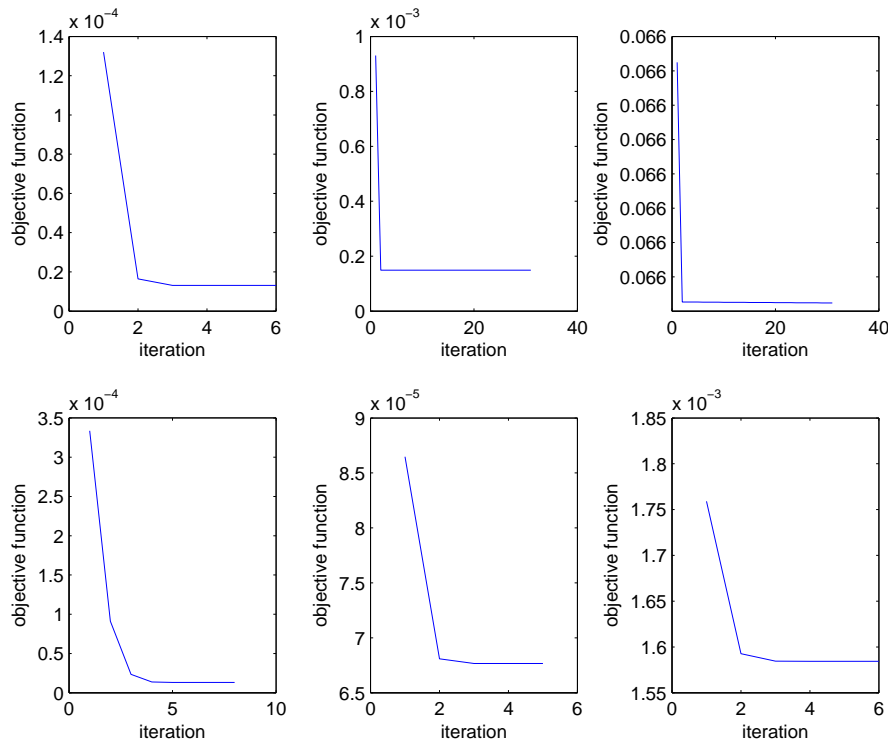 x 10⁻⁴
1.4
1.2
1
0.8
0.6
0.4
0.2
0
0 2 4 6
objective function
iteration
x 10⁻³
1
0.8
0.6
0.4
0.2
0
0 20 40
objective function
iteration
0.066
0.066
0.066
0.066
0.066
0.066
0.066
0.066
0 20 40
objective function
iteration
x 10⁻⁴
3.5
3
2.5
2
1.5
1
0.5
0
0 5 10
objective function
iteration
x 10⁻⁵
9
8.5
8
7.5
7
6.5
0 2 4 6
objective function
iteration
x 10⁻³
1.85
1.8
1.75
1.7
1.65
1.6
1.55
0 2 4 6
objective function
iteration